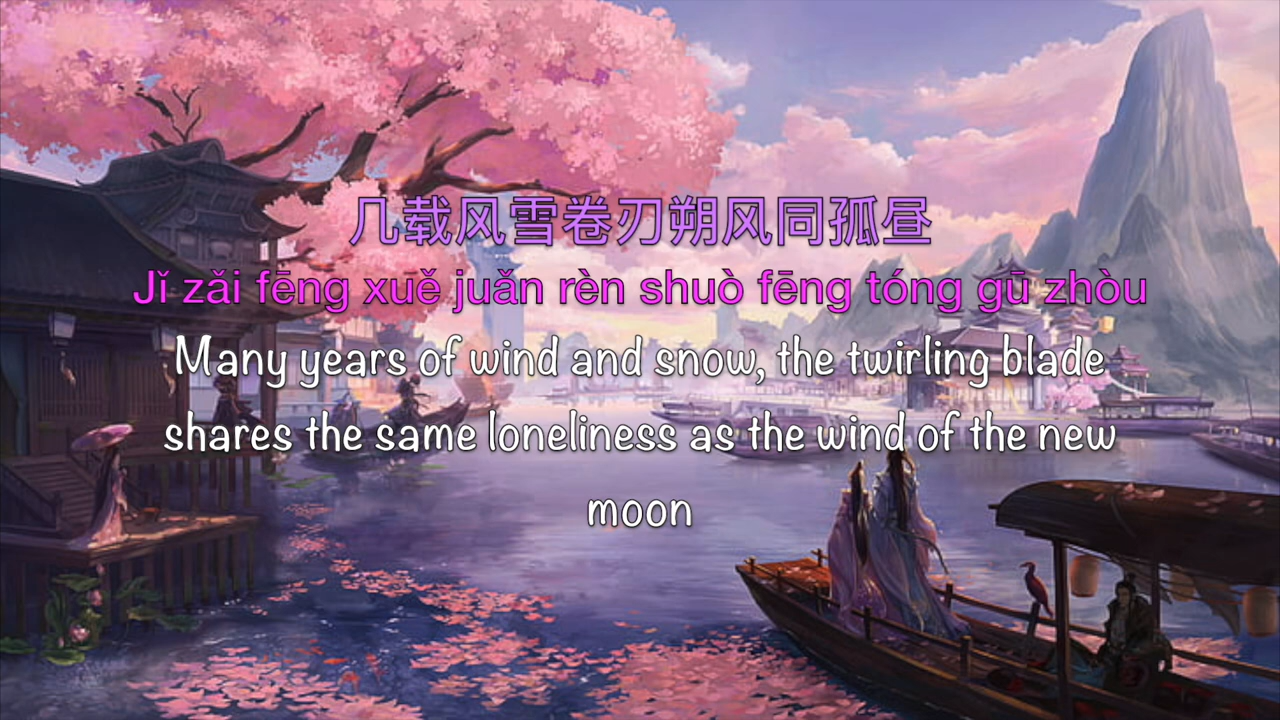 几载风雪卷刃朔风同孤昼
Jǐ zǎi fēng xuě juǎn rèn shuò fēng tóng gū zhòu
Many years of wind and snow, the twirling blade
shares the same loneliness as the wind of the new
moon